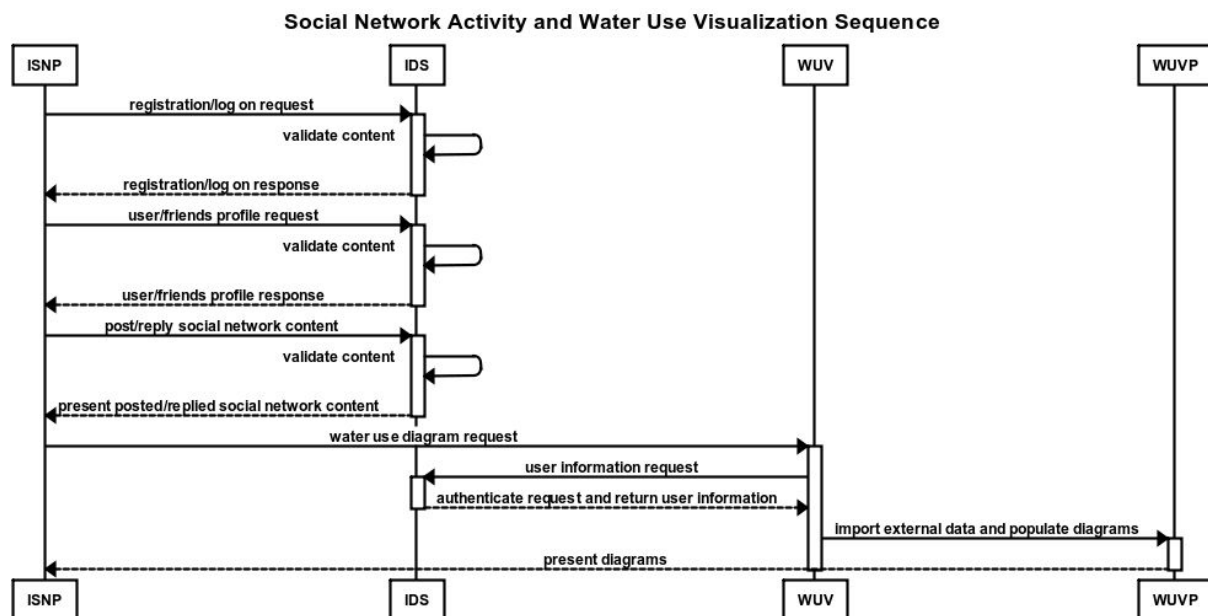 Social Network Activity and Water Use Visualization Sequence
ISNP
IDS
WUV
WUVP
registration/log on request
validate content
registration/log on response
user/friends profile request
validate content
user/friends profile response
post/reply social network content
validate content
present posted/replied social network content
water use diagram request
user information request
authenticate request and return user information
import external data and populate diagrams
present diagrams
ISNP
IDS
WUV
WUVP